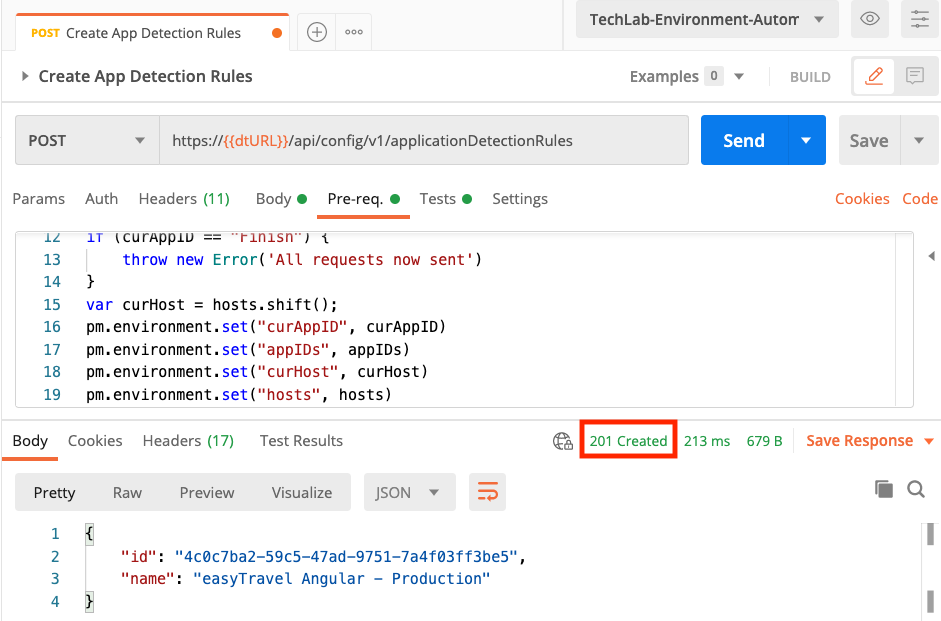 POST Create App Detection Rules
TechLab-Environment-Autom
Create App Detection Rules
Examples 0
BUILD
POST
https://{{dtURL}}/api/config/v1/applicationDetectionRules
Send
Save
Params Auth Headers (11) Body Pre-req. Tests Settings Cookies Code
12 if (curAppID == "Finish") {
13 throw new Error('All requests now sent')
14 }
15 var curHost = hosts.shift();
16 pm.environment.set("curAppID", curAppID)
17 pm.environment.set("appIDs", appIDs)
18 pm.environment.set("curHost", curHost)
19 pm.environment.set("hosts", hosts)
Body Cookies Headers (17) Test Results 201 Created 213 ms 679 B Save Response
Pretty Raw Preview Visualize JSON
1 {
2 "id": "4c0c7ba2-59c5-47ad-9751-7a4f03ff3be5",
3 "name": "easyTravel Angular - Production"
4 }